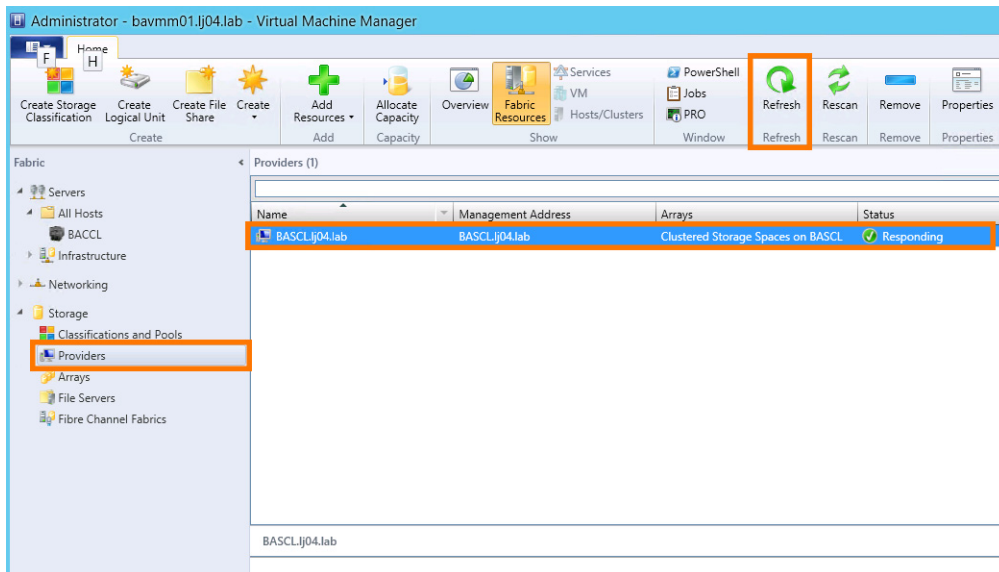 Administrator - bavmm01.lj04.lab - Virtual Machine Manager
F
Home
H
Create Storage Classification
Create Logical Unit
Create File Share
Create
Add Resources
Allocate Capacity
Overview
Fabric Resources
Services
VM
Hosts/Clusters
PowerShell
Jobs
PRO
Refresh
Rescan
Remove
Properties
Create
Add
Capacity
Show
Window
Refresh
Rescan
Remove
Properties
Fabric
Servers
All Hosts
BACCL
Infrastructure
Networking
Storage
Classifications and Pools
Providers
Arrays
File Servers
Fibre Channel Fabrics
Providers (1)
Name Management Address Arrays Status
BASCL.lj04.lab BASCL.lj04.lab Clustered Storage Spaces on BASCL Responding
BASCL.lj04.lab